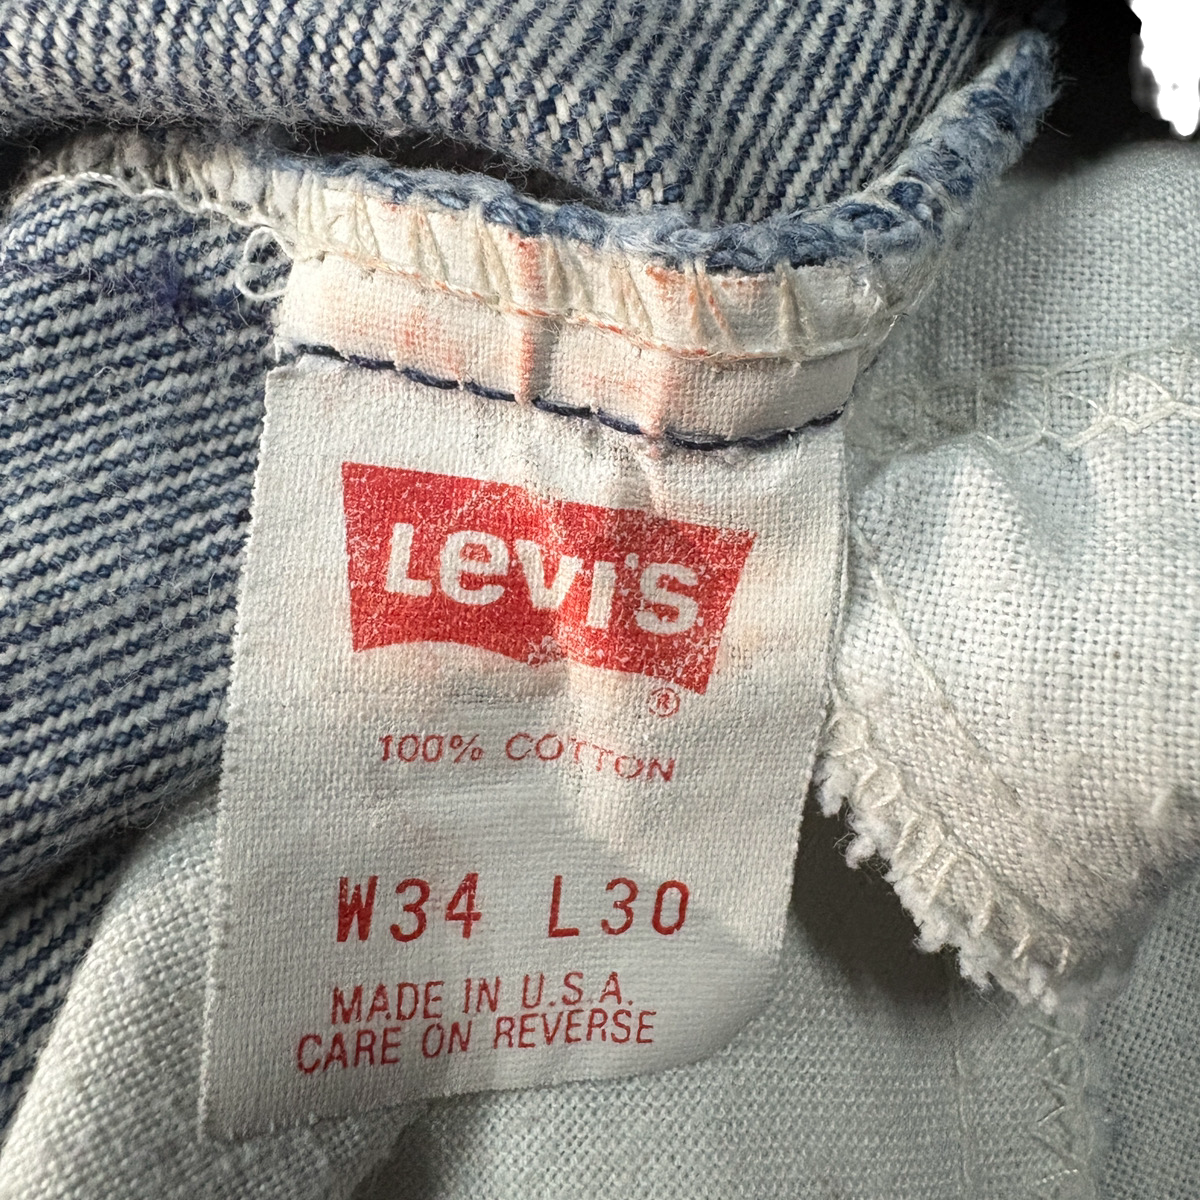 Levi's
®
100% COTTON
W34 L30
MADE IN U.S.A.
CARE ON REVERSE